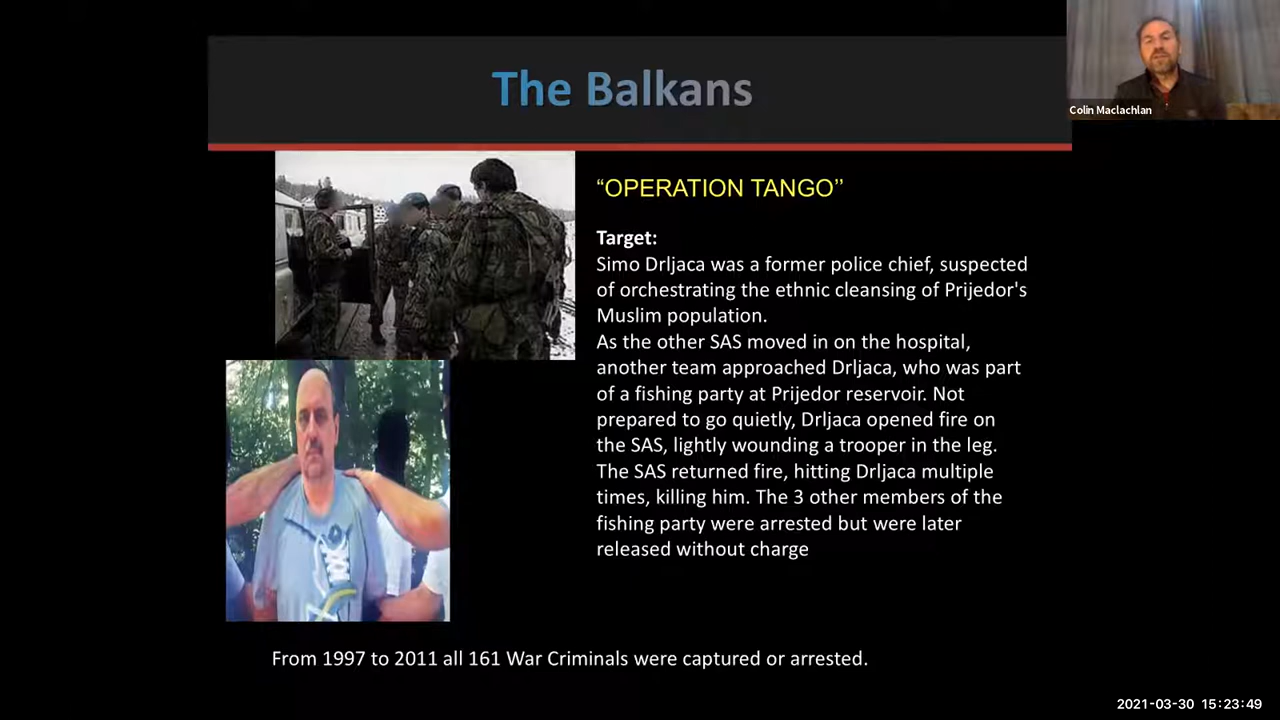 The Balkans
Colin Maclachlan
“OPERATION TANGO’’
Target:
Simo Drljaca was a former police chief, suspected
of orchestrating the ethnic cleansing of Prijedor's
Muslim population.
As the other SAS moved in on the hospital,
another team approached Drljaca, who was part
of a fishing party at Prijedor reservoir. Not
prepared to go quietly, Drljaca opened fire on
the SAS, lightly wounding a trooper in the leg.
The SAS returned fire, hitting Drljaca multiple
times, killing him. The 3 other members of the
fishing party were arrested but were later
released without charge
From 1997 to 2011 all 161 War Criminals were captured or arrested.
2021-03-30 15:23:49